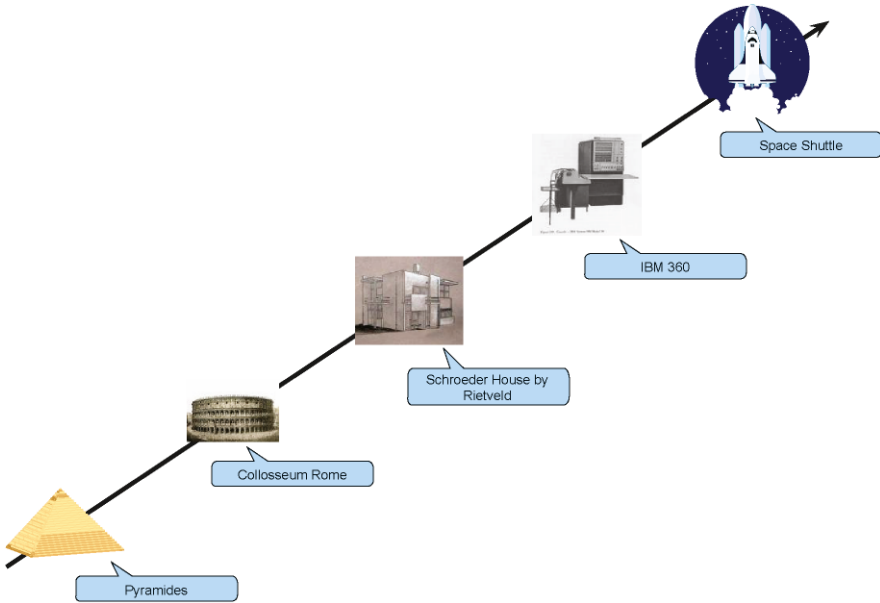 Space Shuttle
IBM 360
Schroeder House by
Rietveld
Collosseum Rome
Pyramides